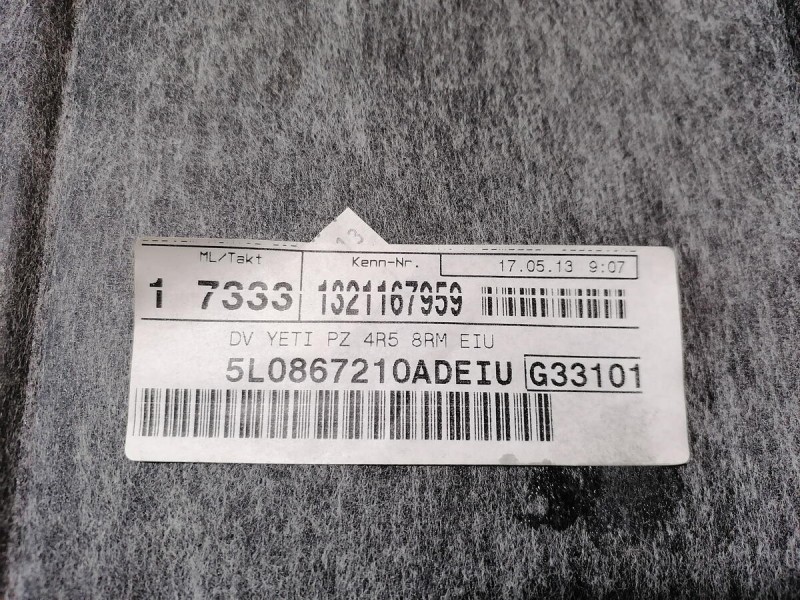 13
ML/Takt Kenn-Nr. 17.05.13 9:07
1 7333 1321167959
DV YETI PZ 4R5 8RM EIU
5L0867210ADEIU G33101